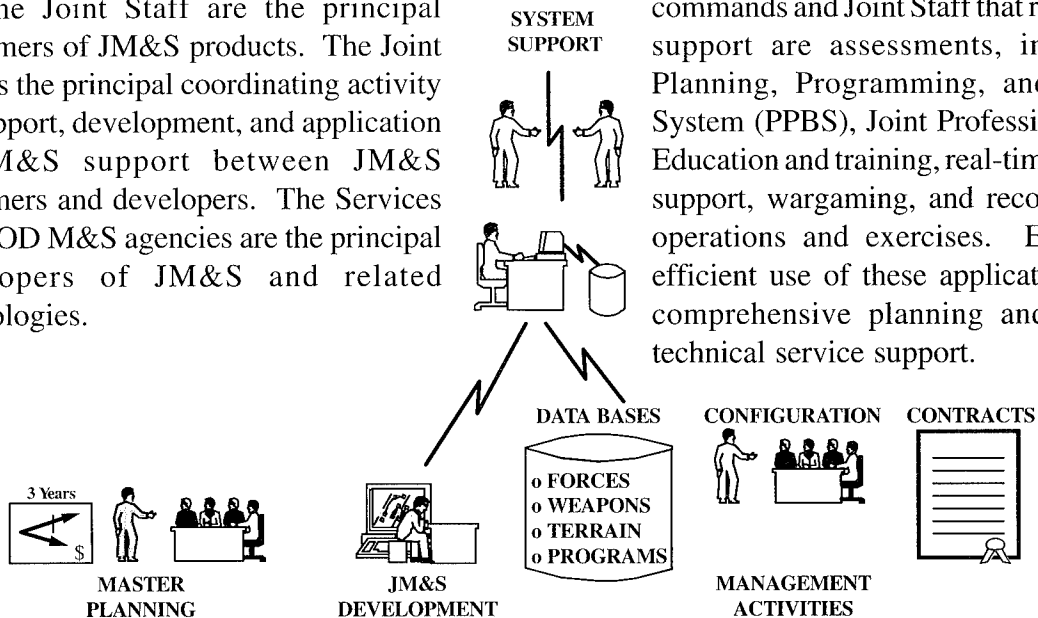 he Joint Staff are the principal
mers of JM&S products. The Joint
s the principal coordinating activity
pport, development, and application
M&S support between JM&S
mers and developers. The Services
OD M&S agencies are the principal
opers of JM&S and related
ologies.
SYSTEM
SUPPORT
commands and Joint Staff that r
support are assessments, in
Planning, Programming, and
System (PPBS), Joint Professi
Education and training, real-tim
support, wargaming, and reco
operations and exercises. E
efficient use of these applicat
comprehensive planning and
technical service support.
DATA BASES
o FORCES
o WEAPONS
o TERRAIN
o PROGRAMS
CONFIGURATION
CONTRACTS
3 Years
$
MASTER
PLANNING
JM&S
DEVELOPMENT
MANAGEMENT
ACTIVITIES